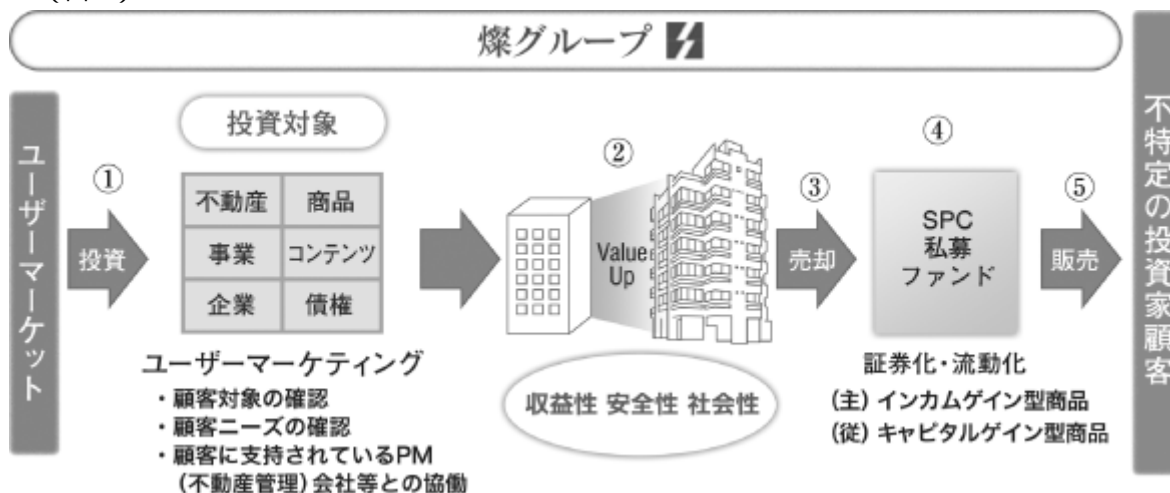 燦グループ
ユーザーマーケット
①
投資
投資対象
不動産
商品
事業
コンテンツ
企業
債権
ユーザーマーケティング
・顧客対象の確認
・顧客ニーズの確認
・顧客に支持されているPM
(不動産管理)会社等との協働
②
Value
Up
収益性 安全性 社会性
③
売却
④
SPC
私募
ファンド
証券化・流動化
(主) インカムゲイン型商品
(従) キャピタルゲイン型商品
⑤
販売
不特定の投資家顧客